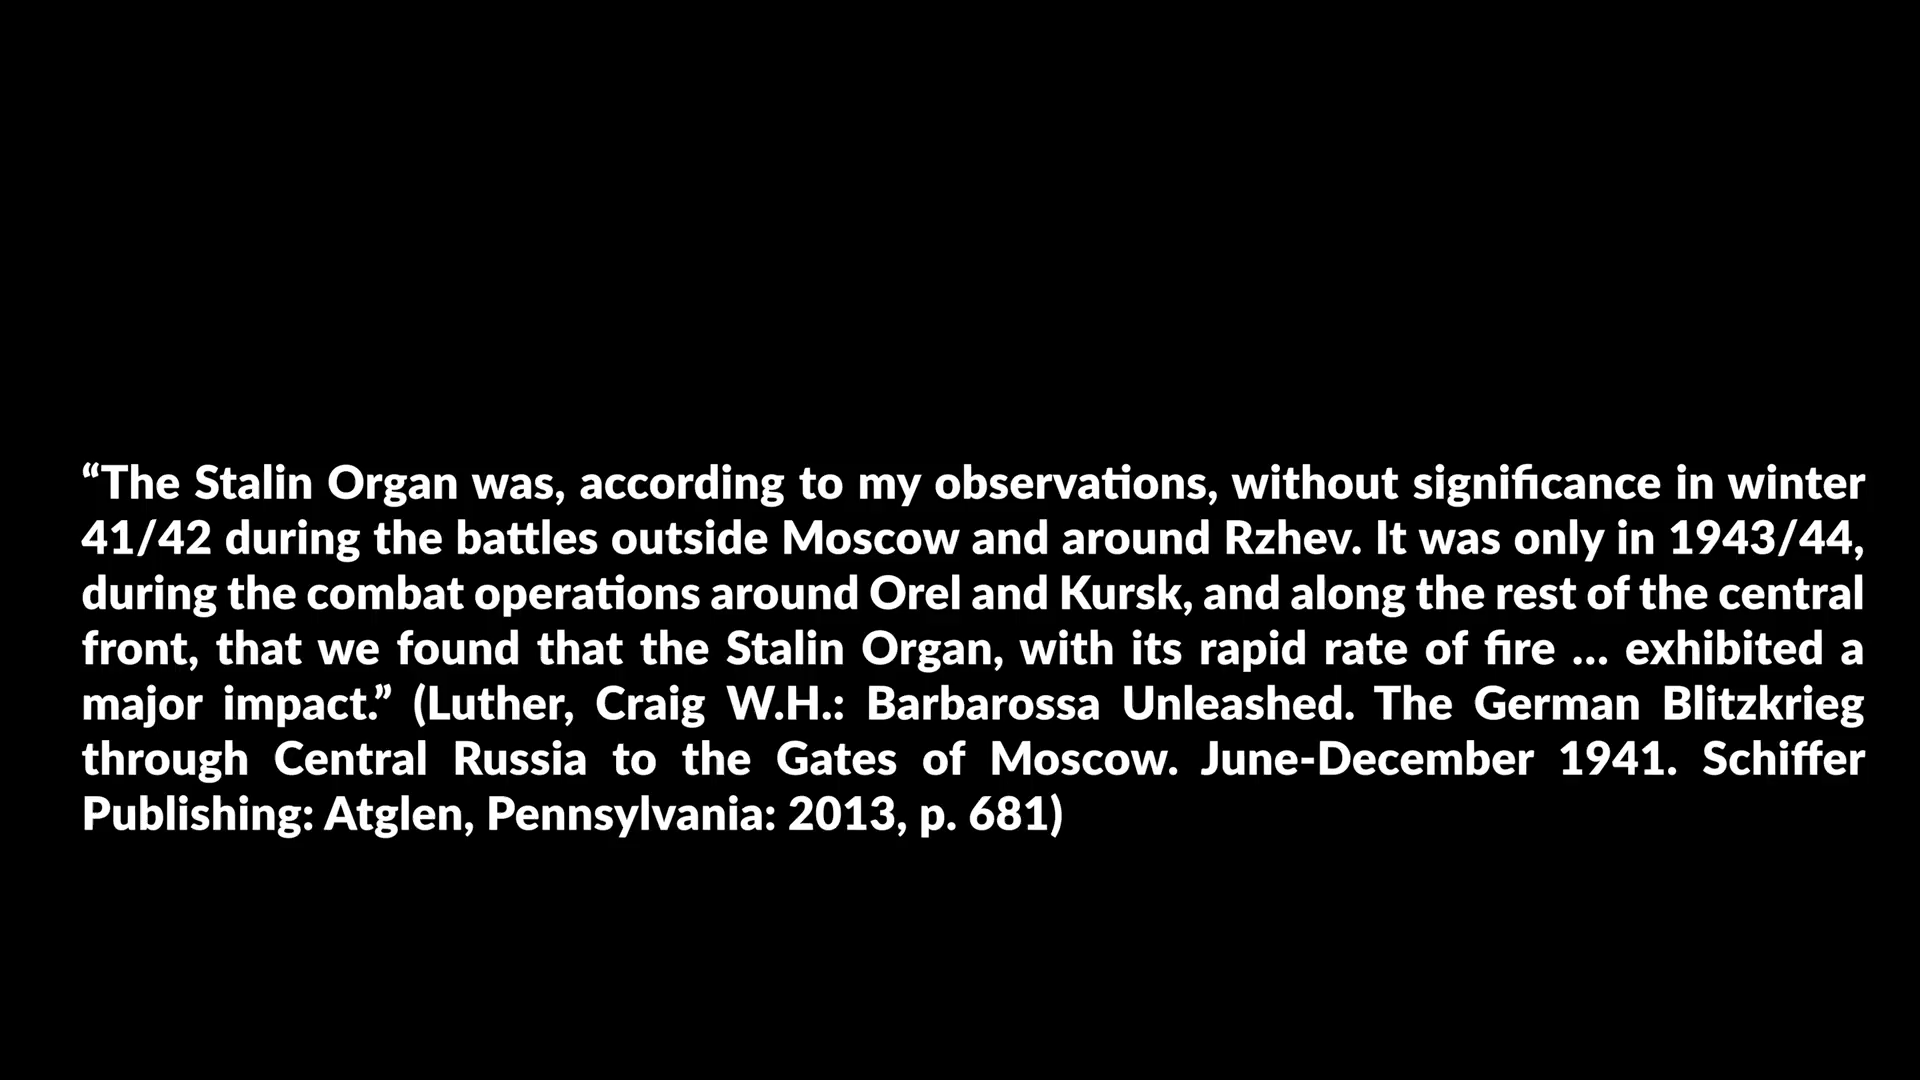 “The Stalin Organ was, according to my observations, without significance in winter
41/42 during the battles outside Moscow and around Rzhev. It was only in 1943/44,
during the combat operations around Orel and Kursk, and along the rest of the central
front, that we found that the Stalin Organ, with its rapid rate of fire ... exhibited a
major impact.” (Luther, Craig W.H.: Barbarossa Unleashed. The German Blitzkrieg
through Central Russia to the Gates of Moscow. June-December 1941. Schiffer
Publishing: Atglen, Pennsylvania: 2013, p. 681)